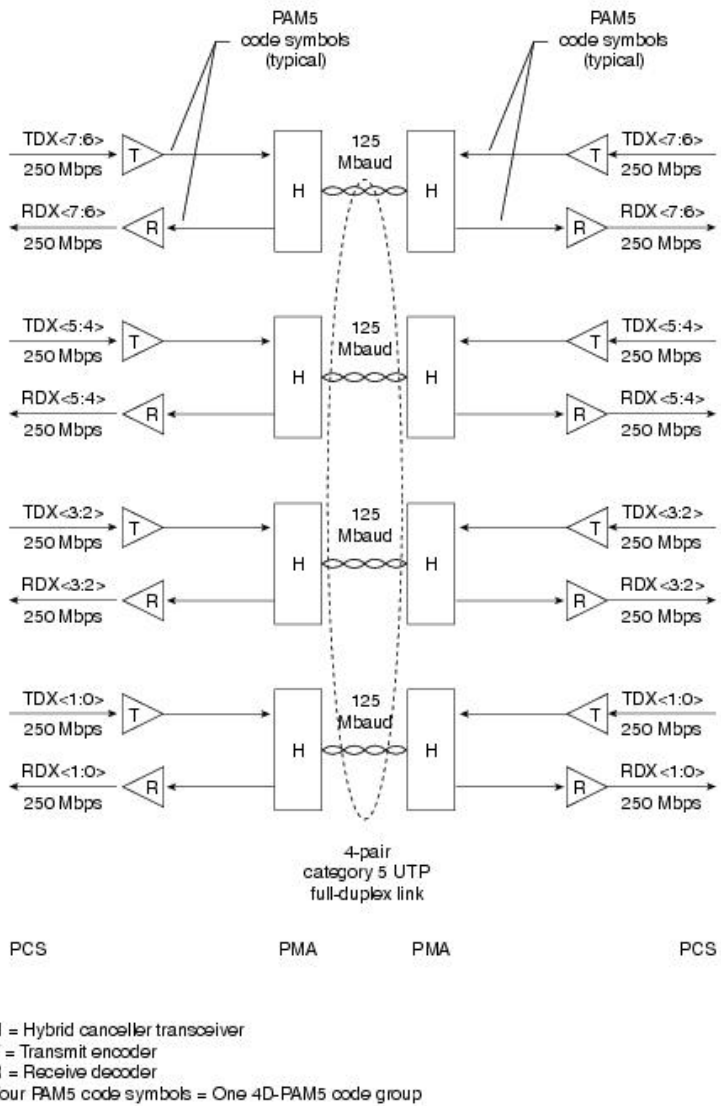 PAM5
code symbols
(typical)
PAM5
code symbols
(typical)
TDX<7:6>
250 Mbps
T
RDX<7:6>
250 Mbps
R
H
125
Mbaud
H
T
TDX<7:6>
250 Mbps
R
RDX<7:6>
250 Mbps
TDX<5:4>
250 Mbps
T
RDX<5:4>
250 Mbps
R
H
125
Mbaud
H
T
TDX<5:4>
250 Mbps
R
RDX<5:4>
250 Mbps
TDX<3:2>
250 Mbps
T
RDX<3:2>
250 Mbps
R
H
125
Mbaud
H
T
TDX<3:2>
250 Mbps
R
RDX<3:2>
250 Mbps
TDX<1:0>
250 Mbps
T
RDX<1:0>
250 Mbps
R
H
125
Mbaud
H
T
TDX<1:0>
250 Mbps
R
RDX<1:0>
250 Mbps
4-pair
category 5 UTP
full-duplex link
PCS PMA PMA PCS
= Hybrid canceller transceiver
= Transmit encoder
= Receive decoder
our PAM5 code symbols = One 4D-PAM5 code group